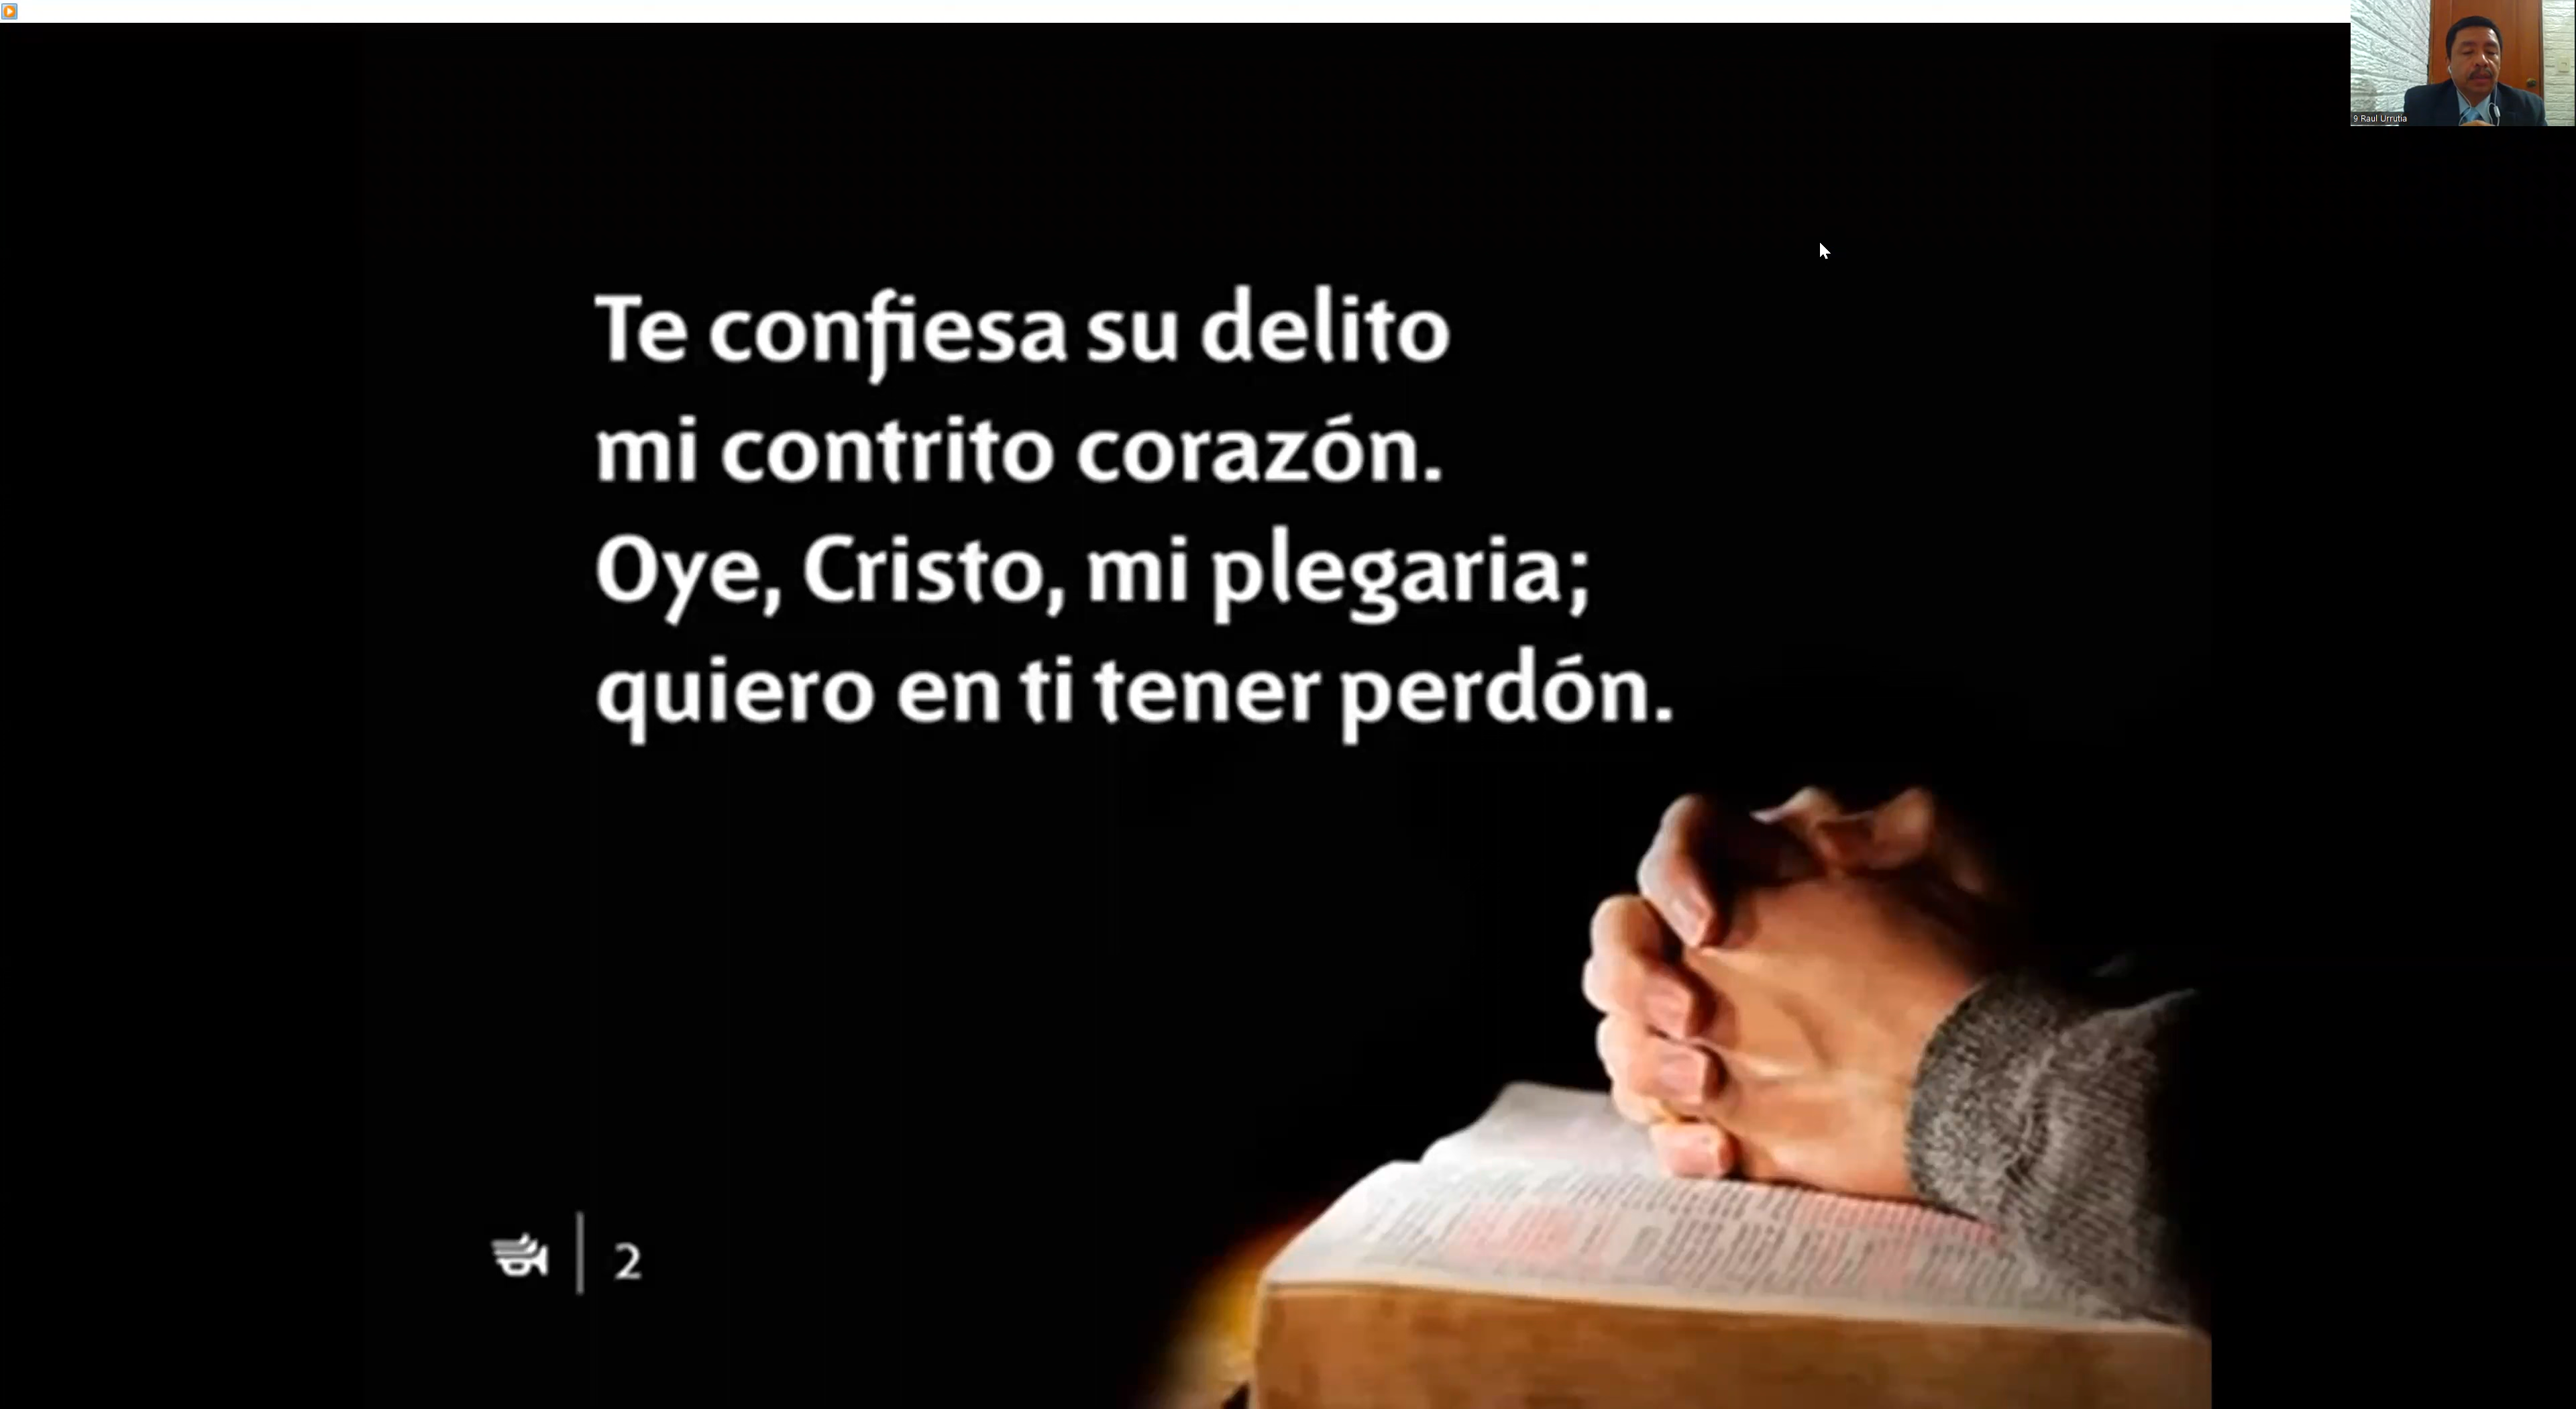 9 Raul Urrutia
Te confiesa su delito
mi contrito corazón.
Oye, Cristo, mi plegaria;
quiero en ti tener perdón.
2